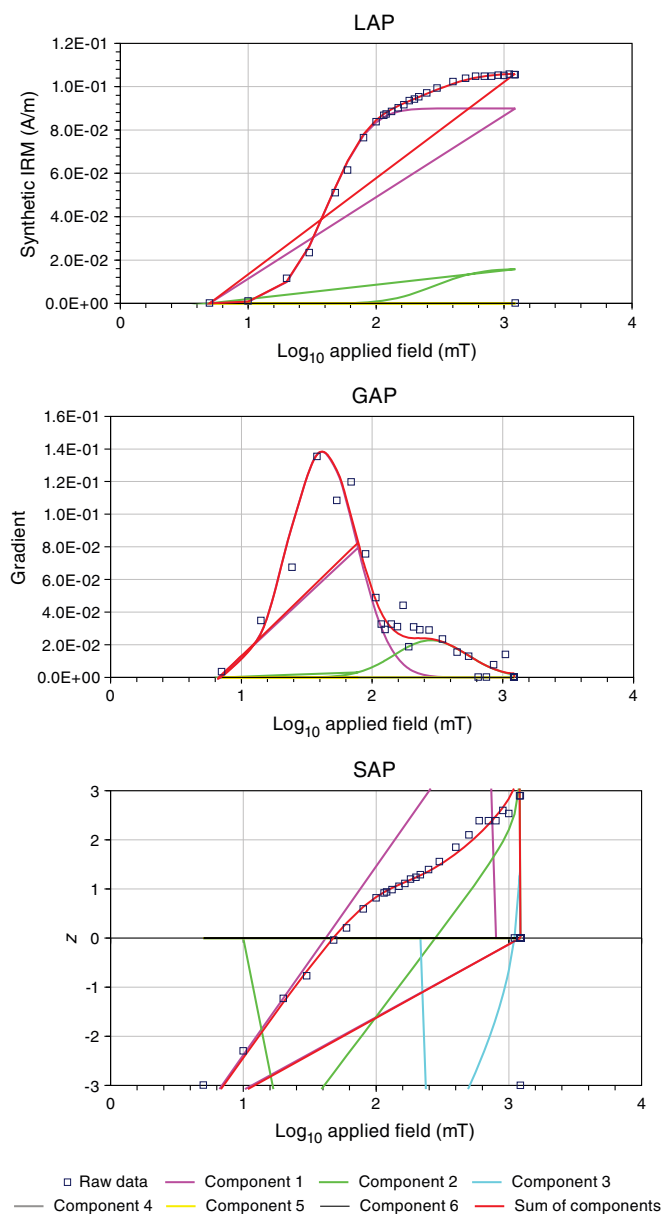 LAP
1.2E-01
1.0E-01
8.0E-02
6.0E-02
4.0E-02
2.0E-02
0.0E+00
Synthetic IRM (A/m)
0 1 2 3 4
Log10 applied field (mT)
GAP
1.6E-01
1.4E-01
1.2E-01
1.0E-01
8.0E-02
6.0E-02
4.0E-02
2.0E-02
0.0E+00
Gradient
0 1 2 3 4
Log10 applied field (mT)
SAP
3
2
1
0
-1
-2
-3
z
0 1 2 3 4
Log10 applied field (mT)
Raw data Component 1 Component 2 Component 3
Component 4 Component 5 Component 6 Sum of components